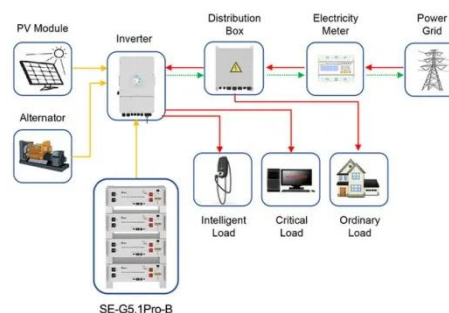 PV Module
Inverter
Distribution
Box
Electricity
Meter
Power
Grid
Alternator
Intelligent
Load
Critical
Load
Ordinary
Load
SE-G5.1Pro-B